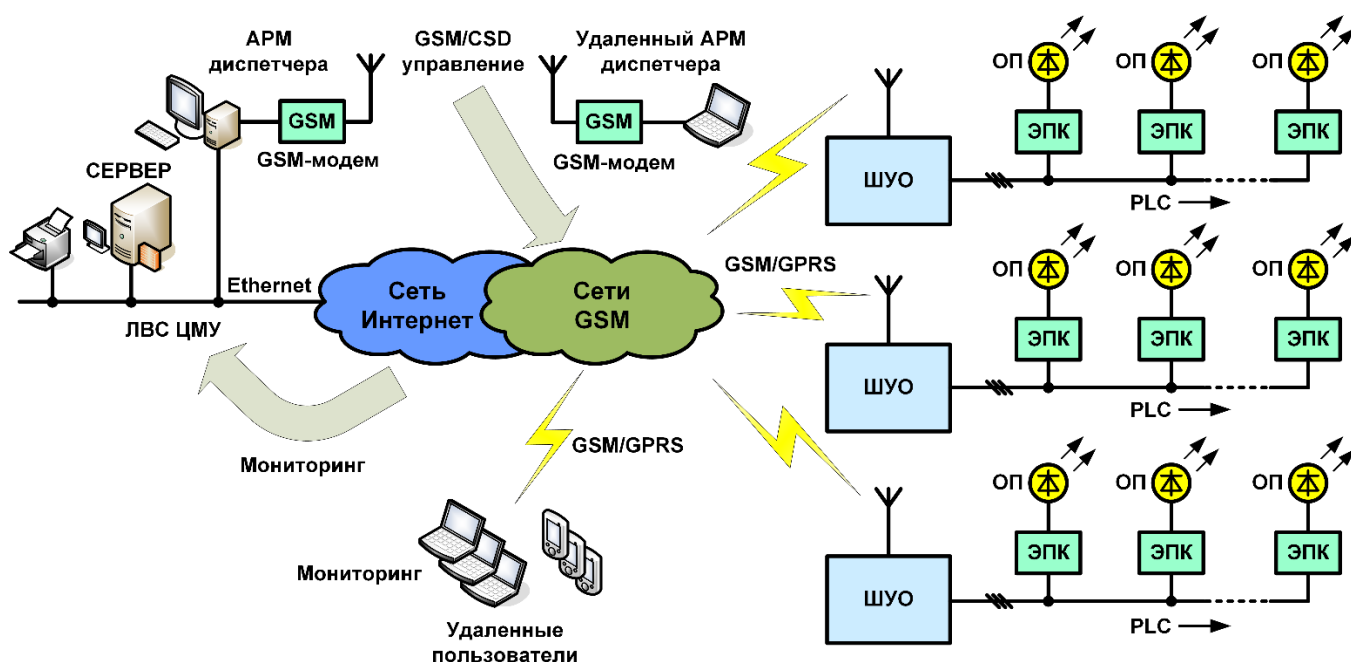 АРМ
диспетчера
GSM
GSM-модем
GSM/CSD
управление
Удаленный АРМ
диспетчера
GSM
GSM-модем
СЕРВЕР
Ethernet
ЛВС ЦМУ
Сеть
Интернет
Сети
GSM
Мониторинг
GSM/GPRS
GSM/GPRS
Мониторинг
Удаленные
пользователи
ШУО
ОП
ОП
ОП
ЭПК
ЭПК
ЭПК
PLC
ШУО
ОП
ОП
ОП
ЭПК
ЭПК
ЭПК
PLC
ШУО
ОП
ОП
ОП
ЭПК
ЭПК
ЭПК
PLC